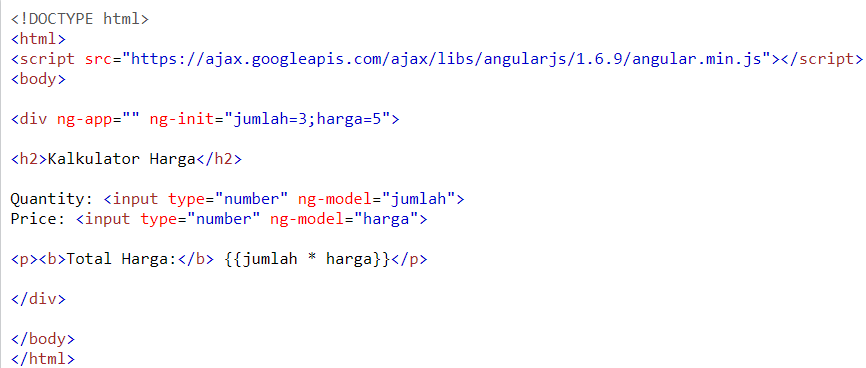 <!DOCTYPE html>
<html>
<script src="https://ajax.googleapis.com/ajax/libs/angularjs/1.6.9/angular.min.js"></script>
<body>
<div ng-app="" ng-init="jumlah=3;harga=5">
<h2>Kalkulator Harga</h2>
Quantity: <input type="number" ng-model="jumlah">
Price: <input type="number" ng-model="harga">
<p><b>Total Harga:</b> {{jumlah * harga}}</p>
</div>
</body>
</html>